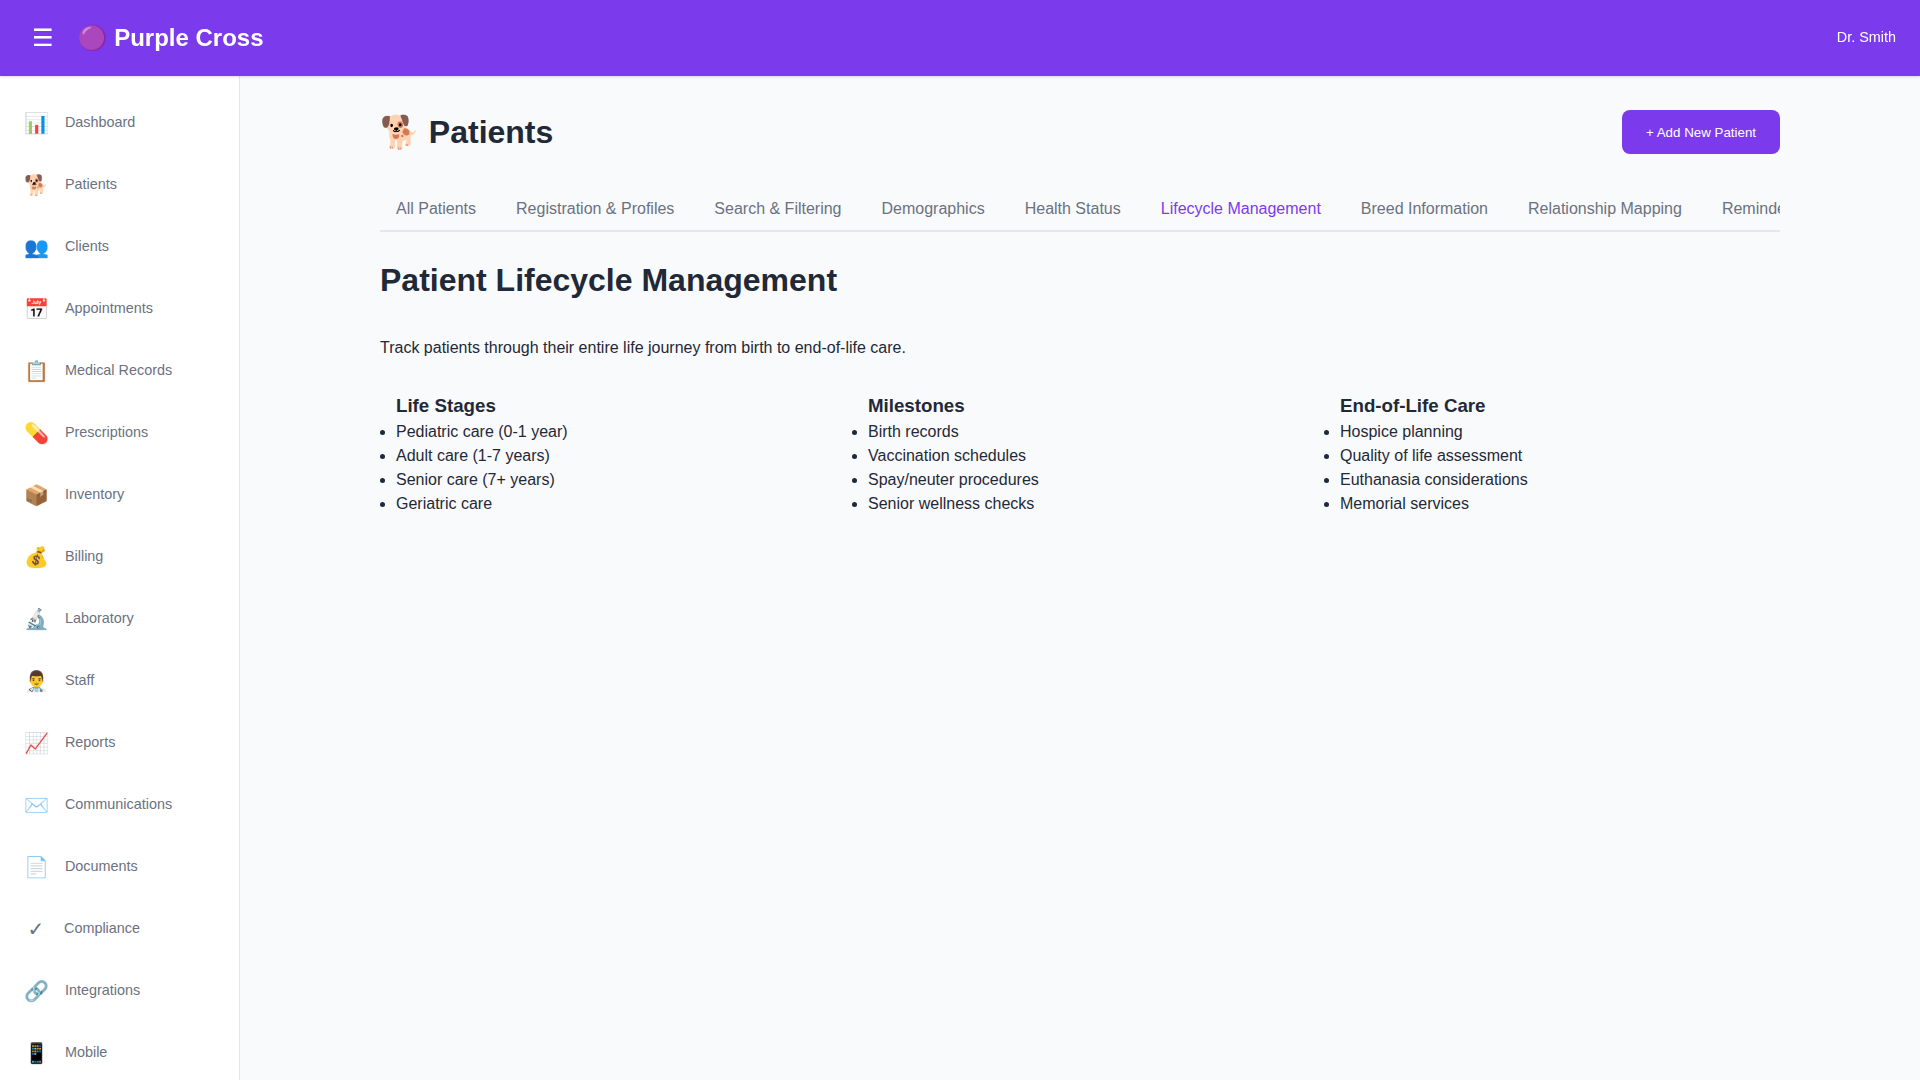 ☰ 🟣 Purple Cross
Dr. Smith
📊 Dashboard
🐕 Patients
👥 Clients
📅 Appointments
📋 Medical Records
💊 Prescriptions
📦 Inventory
💰 Billing
🔬 Laboratory
👨‍⚕️ Staff
📈 Reports
✉️ Communications
📄 Documents
✓ Compliance
🔗 Integrations
📱 Mobile
🐕 Patients
+ Add New Patient
All Patients Registration & Profiles Search & Filtering Demographics Health Status Lifecycle Management Breed Information Relationship Mapping
Patient Lifecycle Management
Track patients through their entire life journey from birth to end-of-life care.
Life Stages
• Pediatric care (0-1 year)
• Adult care (1-7 years)
• Senior care (7+ years)
• Geriatric care
Milestones
• Birth records
• Vaccination schedules
• Spay/neuter procedures
• Senior wellness checks
End-of-Life Care
• Hospice planning
• Quality of life assessment
• Euthanasia considerations
• Memorial services